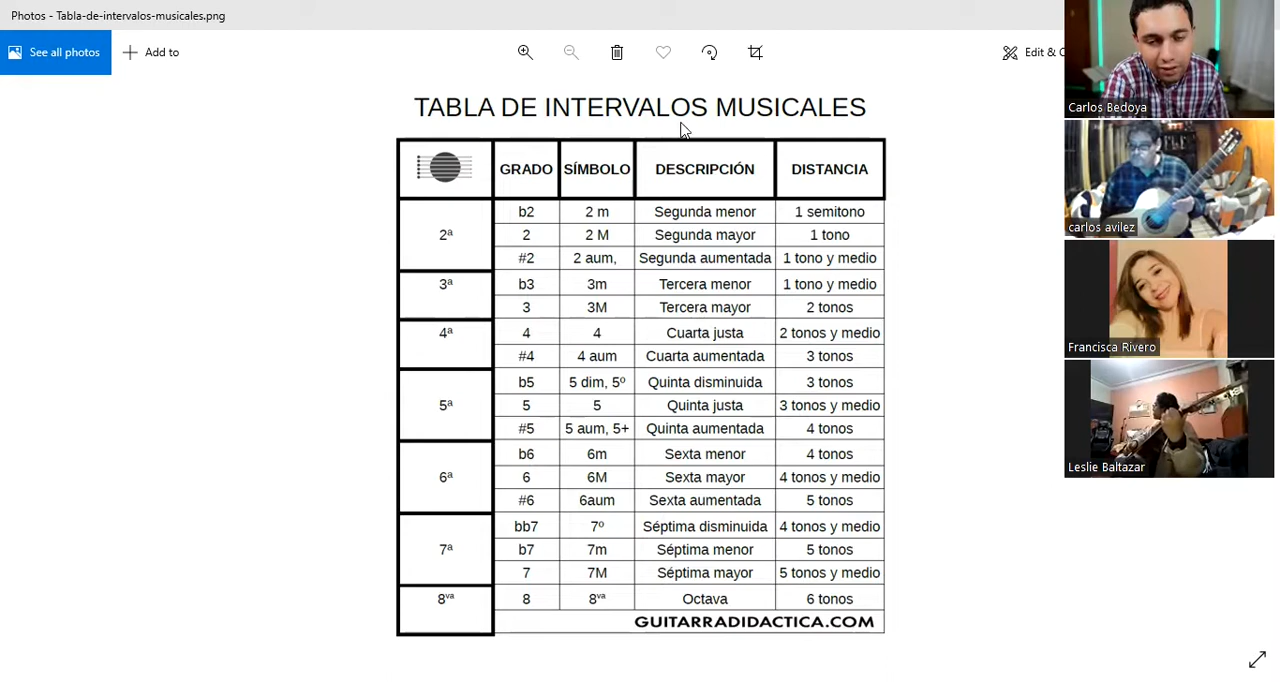 Photos - Tabla-de-intervalos-musicales.png
See all photos
Add to
Edit & C
TABLA DE INTERVALOS MUSICALES
GRADO SÍMBOLO DESCRIPCIÓN DISTANCIA
2ª
b2 2 m Segunda menor 1 semitono
2 2 M Segunda mayor 1 tono
#2 2 aum, Segunda aumentada 1 tono y medio
3ª
b3 3m Tercera menor 1 tono y medio
3 3M Tercera mayor 2 tonos
4ª
4 4 Cuarta justa 2 tonos y medio
#4 4 aum Cuarta aumentada 3 tonos
5ª
b5 5 dim, 5º Quinta disminuida 3 tonos
5 5 Quinta justa 3 tonos y medio
#5 5 aum, 5+ Quinta aumentada 4 tonos
6ª
b6 6m Sexta menor 4 tonos
6 6M Sexta mayor 4 tonos y medio
#6 6aum Sexta aumentada 5 tonos
7ª
bb7 7º Séptima disminuida 4 tonos y medio
b7 7m Séptima menor 5 tonos
7 7M Séptima mayor 5 tonos y medio
8va
8 8va Octava 6 tonos
GUITARRADIDACTICA.COM
Carlos Bedoya
carlos avilez
Francisca Rivero
Leslie Baltazar